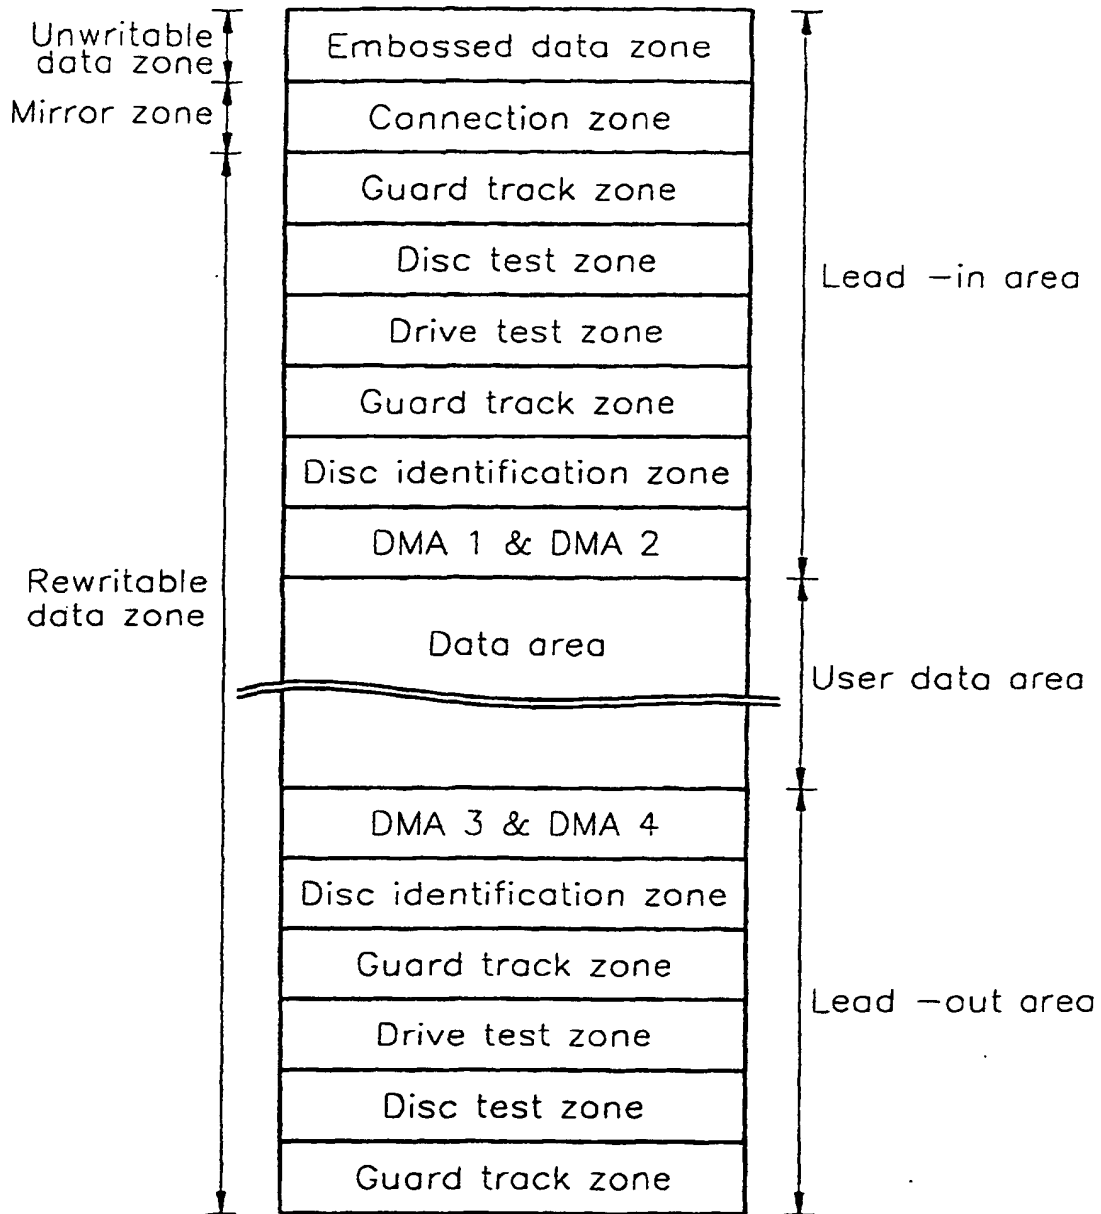 Unwritable
data zone
Embossed data zone
Mirror zone
Connection zone
Guard track zone
Disc test zone
Lead -in area
Drive test zone
Guard track zone
Disc identification zone
DMA 1 & DMA 2
Rewritable
data zone
Data area
User data area
DMA 3 & DMA 4
Disc identification zone
Guard track zone
Lead -out area
Drive test zone
Disc test zone
Guard track zone